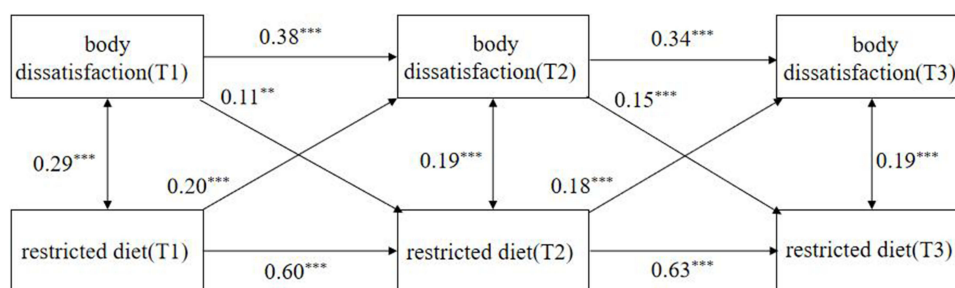 body
dissatisfaction(T1)
0.38***
body
dissatisfaction(T2)
0.34***
body
dissatisfaction(T3)
0.11**
0.15***
0.29***
0.19***
0.19***
0.20***
0.18***
restricted diet(T1)
0.60***
restricted diet(T2)
0.63***
restricted diet(T3)